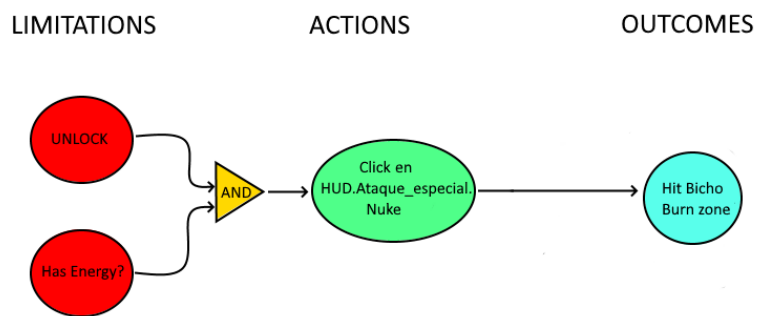 LIMITATIONS
ACTIONS
OUTCOMES
UNLOCK
Has Energy?
AND
Click en
HUD.Ataque_especial.
Nuke
Hit Bicho
Burn zone